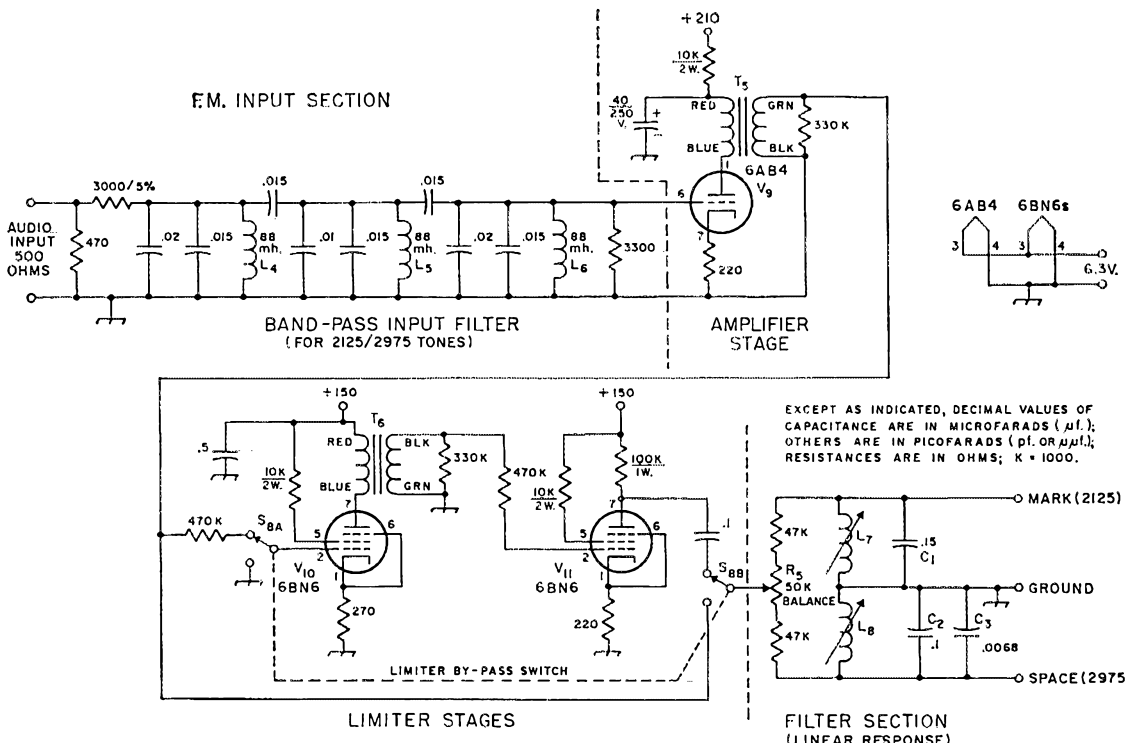 F.M. INPUT SECTION
+210
10K
2W.
T5
40
250
V.
+
RED
GRN
330K
BLUE
BLK
1
6AB4
V9
6
7
220
3000/5%
.015
.015
AUDIO
INPUT
500
OHMS
470
.02
.015
88
mh.
L4
.01
.015
88
mh.
L5
.02
.015
88
mh.
L6
3300
BAND-PASS INPUT FILTER
(FOR 2125/2975 TONES)
AMPLIFIER
STAGE
6AB4
6BN6s
3
4
3
4
6.3V.
+150
T6
.5
RED
BLK
10K
2W.
330K
BLUE
GRN
470K
7
5
6
2
1
V10
6BN6
270
470K
S8A
+150
100K
1W.
10K
2W.
7
5
6
2
1
V11
6BN6
220
.1
S8B
LIMITER BY-PASS SWITCH
LIMITER STAGES
EXCEPT AS INDICATED, DECIMAL VALUES OF
CAPACITANCE ARE IN MICROFARADS (µf.);
OTHERS ARE IN PICOFARADS (pf. OR µµf.);
RESISTANCES ARE IN OHMS; K = 1000.
MARK (2125)
47K
L7
.15
C1
R5
50K
BALANCE
GROUND
47K
L8
C2
.1
C3
.0068
SPACE (2975
FILTER SECTION
(LINEAR RESPONSE)